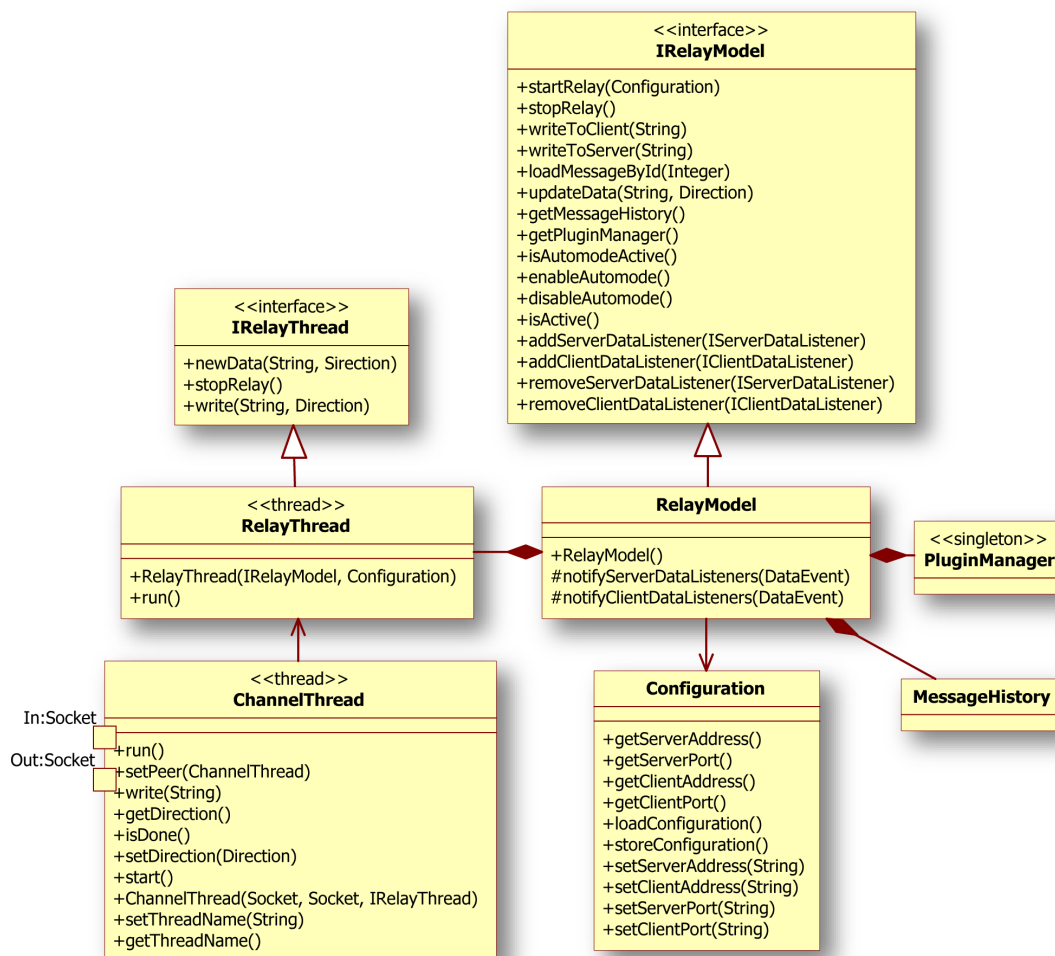 <<interface>>
IRelayModel
+startRelay(Configuration)
+stopRelay()
+writeToClient(String)
+writeToServer(String)
+loadMessageById(Integer)
+updateData(String, Direction)
+getMessageHistory()
+getPluginManager()
+isAutomodeActive()
+enableAutomode()
+disableAutomode()
+isActive()
+addServerDataListener(IServerDataListener)
+addClientDataListener(IClientDataListener)
+removeServerDataListener(IServerDataListener)
+removeClientDataListener(IClientDataListener)
<<interface>>
IRelayThread
+newData(String, Sirection)
+stopRelay()
+write(String, Direction)
<<thread>>
RelayThread
+RelayThread(IRelayModel, Configuration)
+run()
RelayModel
+RelayModel()
#notifyServerDataListeners(DataEvent)
#notifyClientDataListeners(DataEvent)
<<singleton>>
PluginManager
<<thread>>
ChannelThread
In:Socket
Out:Socket
+run()
+setPeer(ChannelThread)
+write(String)
+getDirection()
+isDone()
+setDirection(Direction)
+start()
+ChannelThread(Socket, Socket, IRelayThread)
+setThreadName(String)
+getThreadName()
Configuration
+getServerAddress()
+getServerPort()
+getClientAddress()
+getClientPort()
+loadConfiguration()
+storeConfiguration()
+setServerAddress(String)
+setClientAddress(String)
+setServerPort(String)
+setClientPort(String)
MessageHistory